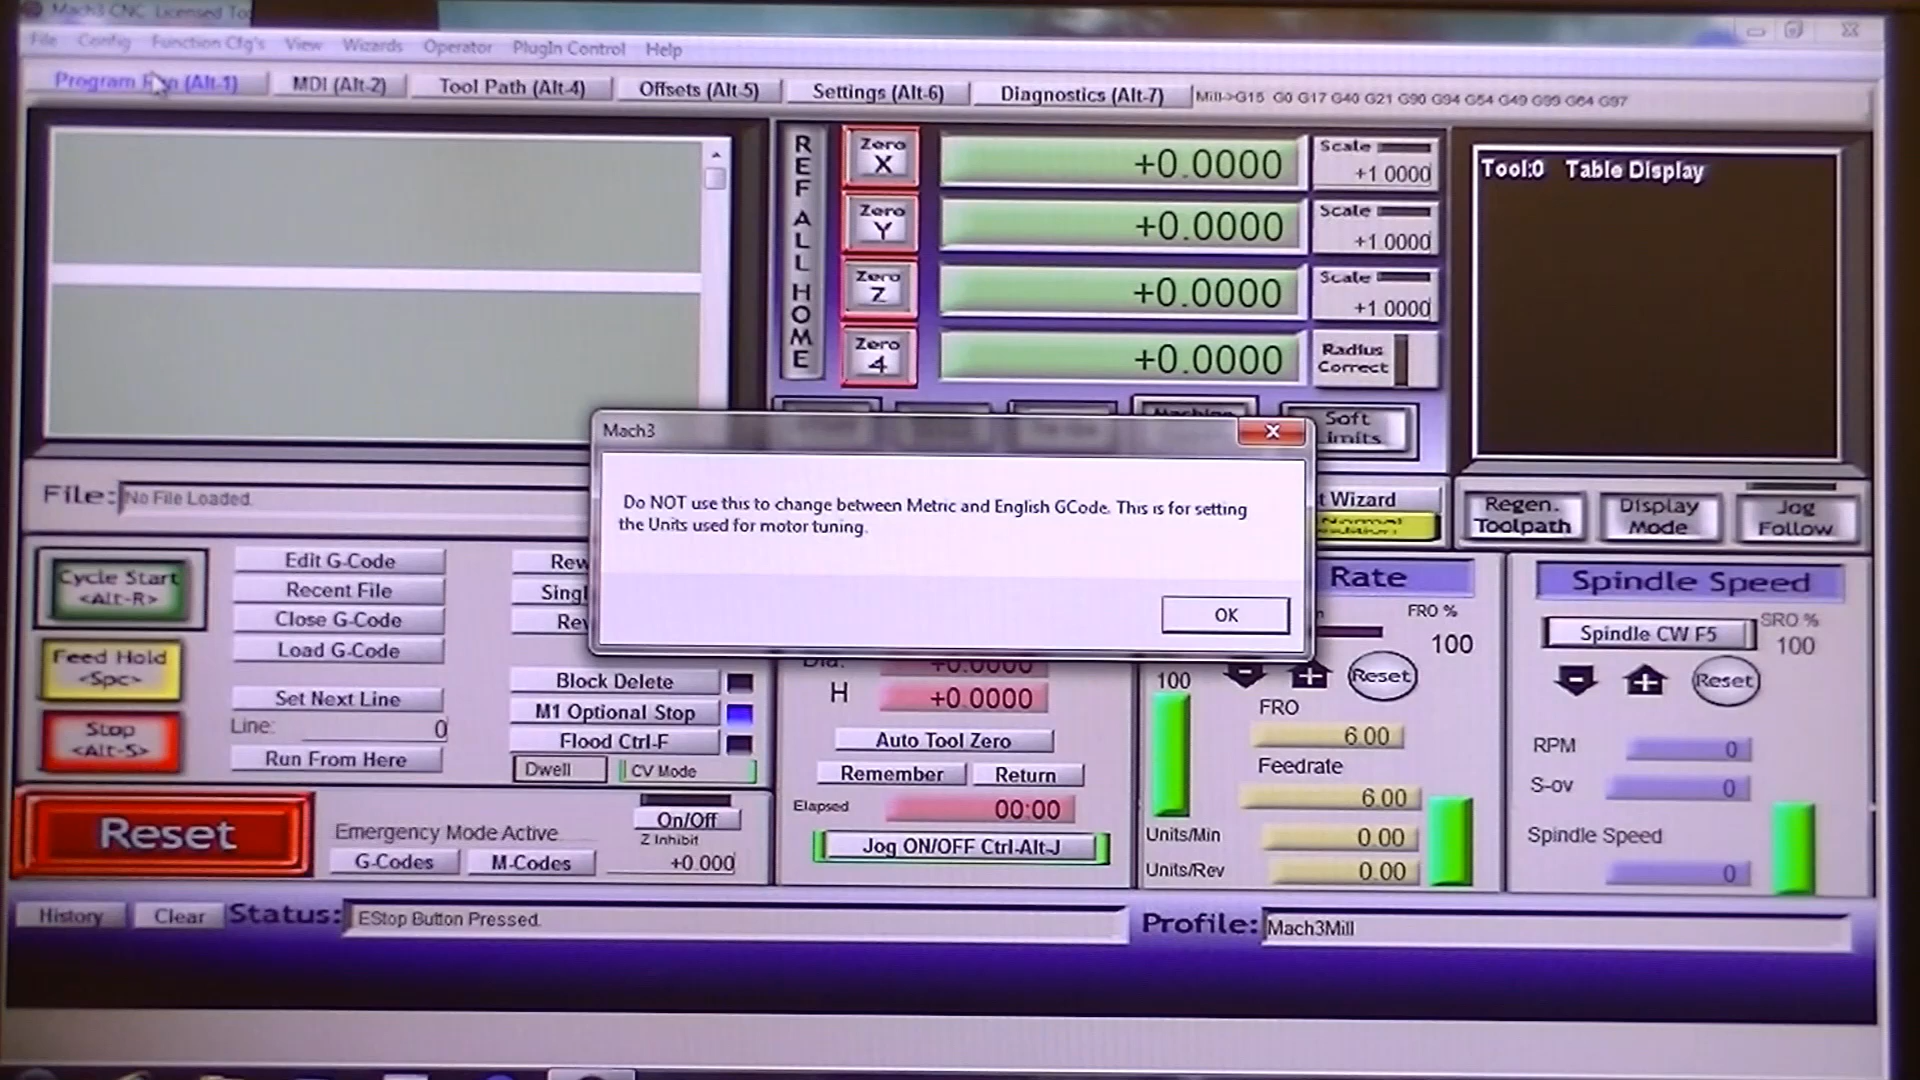 Mach3 CNC Licensed To
File Config Function Cfg's View Wizards Operator PlugIn Control Help
Program Run (Alt-1) MDI (Alt-2) Tool Path (Alt-4) Offsets (Alt-5) Settings (Alt-6) Diagnostics (Alt-7) Mill->G15 G0 G17 G40 G21 G90 G94 G54 G49 G99 G64 G97
REF ALL HOME
Zero X +0.0000 Scale +1.0000
Zero Y +0.0000 Scale +1.0000
Zero Z +0.0000 Scale +1.0000
Zero 4 +0.0000 Radius Correct
Tool:0 Table Display
Soft Limits
Mach3
Do NOT use this to change between Metric and English GCode. This is for setting
the Units used for motor tuning.
OK
File: No File Loaded.
Wizard
Regen. Toolpath
Display Mode
Jog Follow
Cycle Start <Alt-R>
Feed Hold <Spc>
Stop <Alt-S>
Edit G-Code
Recent File
Close G-Code
Load G-Code
Set Next Line
Line: 0
Run From Here
Block Delete
M1 Optional Stop
Flood Ctrl-F
Dwell CV Mode
Dia. +0.0000
H +0.0000
Auto Tool Zero
Remember Return
Elapsed 00:00
Jog ON/OFF Ctrl-Alt-J
Rate
FRO %
100
Reset
100
FRO
6.00
Feedrate
6.00
Units/Min 0.00
Units/Rev 0.00
Spindle Speed
Spindle CW F5
SRO %
100
Reset
RPM 0
S-ov 0
Spindle Speed
0
Reset
Emergency Mode Active
G-Codes M-Codes
On/Off
Z Inhibit
+0.000
History Clear Status: EStop Button Pressed. Profile: Mach3Mill